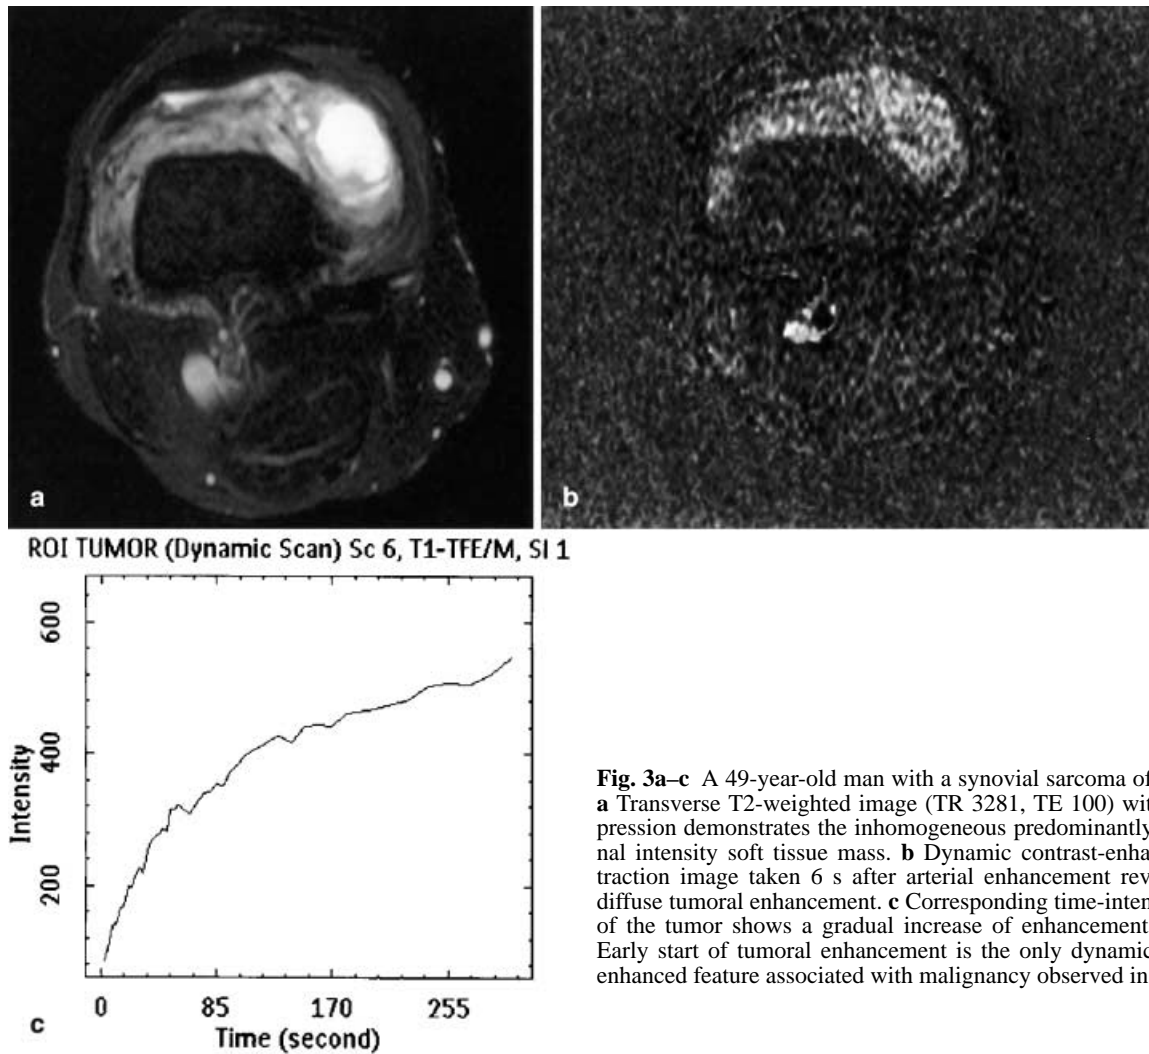 a
b
ROI TUMOR (Dynamic Scan) Sc 6, T1-TFE/M, Sl 1
600
400
200
Intensity
0 85 170 255
Time (second)
c
Fig. 3a–c A 49-year-old man with a synovial sarcoma of
a Transverse T2-weighted image (TR 3281, TE 100) wit
pression demonstrates the inhomogeneous predominantly
nal intensity soft tissue mass. b Dynamic contrast-enha
traction image taken 6 s after arterial enhancement rev
diffuse tumoral enhancement. c Corresponding time-inten
of the tumor shows a gradual increase of enhancement
Early start of tumoral enhancement is the only dynamic
enhanced feature associated with malignancy observed in